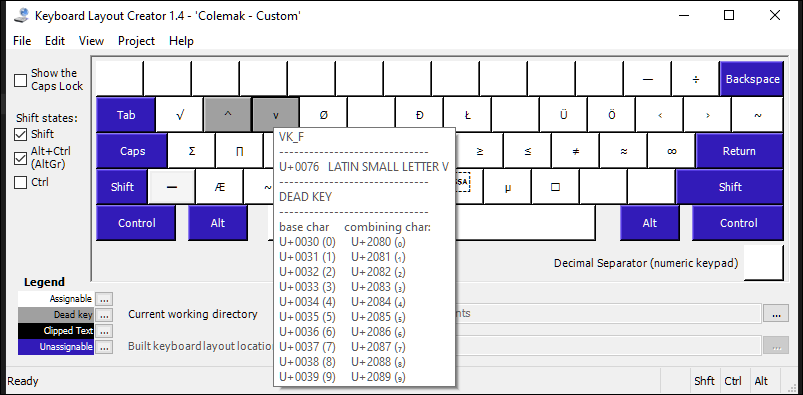 Keyboard Layout Creator 1.4 - 'Colemak - Custom'
File Edit View Project Help
Show the Caps Lock
— ÷ Backspace
Shift states:
Shift
Alt+Ctrl (AltGr)
Ctrl
Tab √ ^ v Ø Đ Ł Ü Ö ‹ › ~
Caps Σ ∏ ≥ ≤ ≠ ≈ ∞ Return
Shift — Æ ~ µ □ Shift
Control Alt Alt Control
VK_F
-----------------------------
U+0076 LATIN SMALL LETTER V
-----------------------------
DEAD KEY
-----------------------------
base char combining char:
U+0030 (0) U+2080 (₀)
U+0031 (1) U+2081 (₁)
U+0032 (2) U+2082 (₂)
U+0033 (3) U+2083 (₃)
U+0034 (4) U+2084 (₄)
U+0035 (5) U+2085 (₅)
U+0036 (6) U+2086 (₆)
U+0037 (7) U+2087 (₇)
U+0038 (8) U+2088 (₈)
U+0039 (9) U+2089 (₉)
Decimal Separator (numeric keypad)
Legend
Assignable ...
Dead key ...
Clipped Text ...
Unassignable ...
Current working directory
...
Built keyboard layout locatio
...
Ready
Shft Ctrl Alt